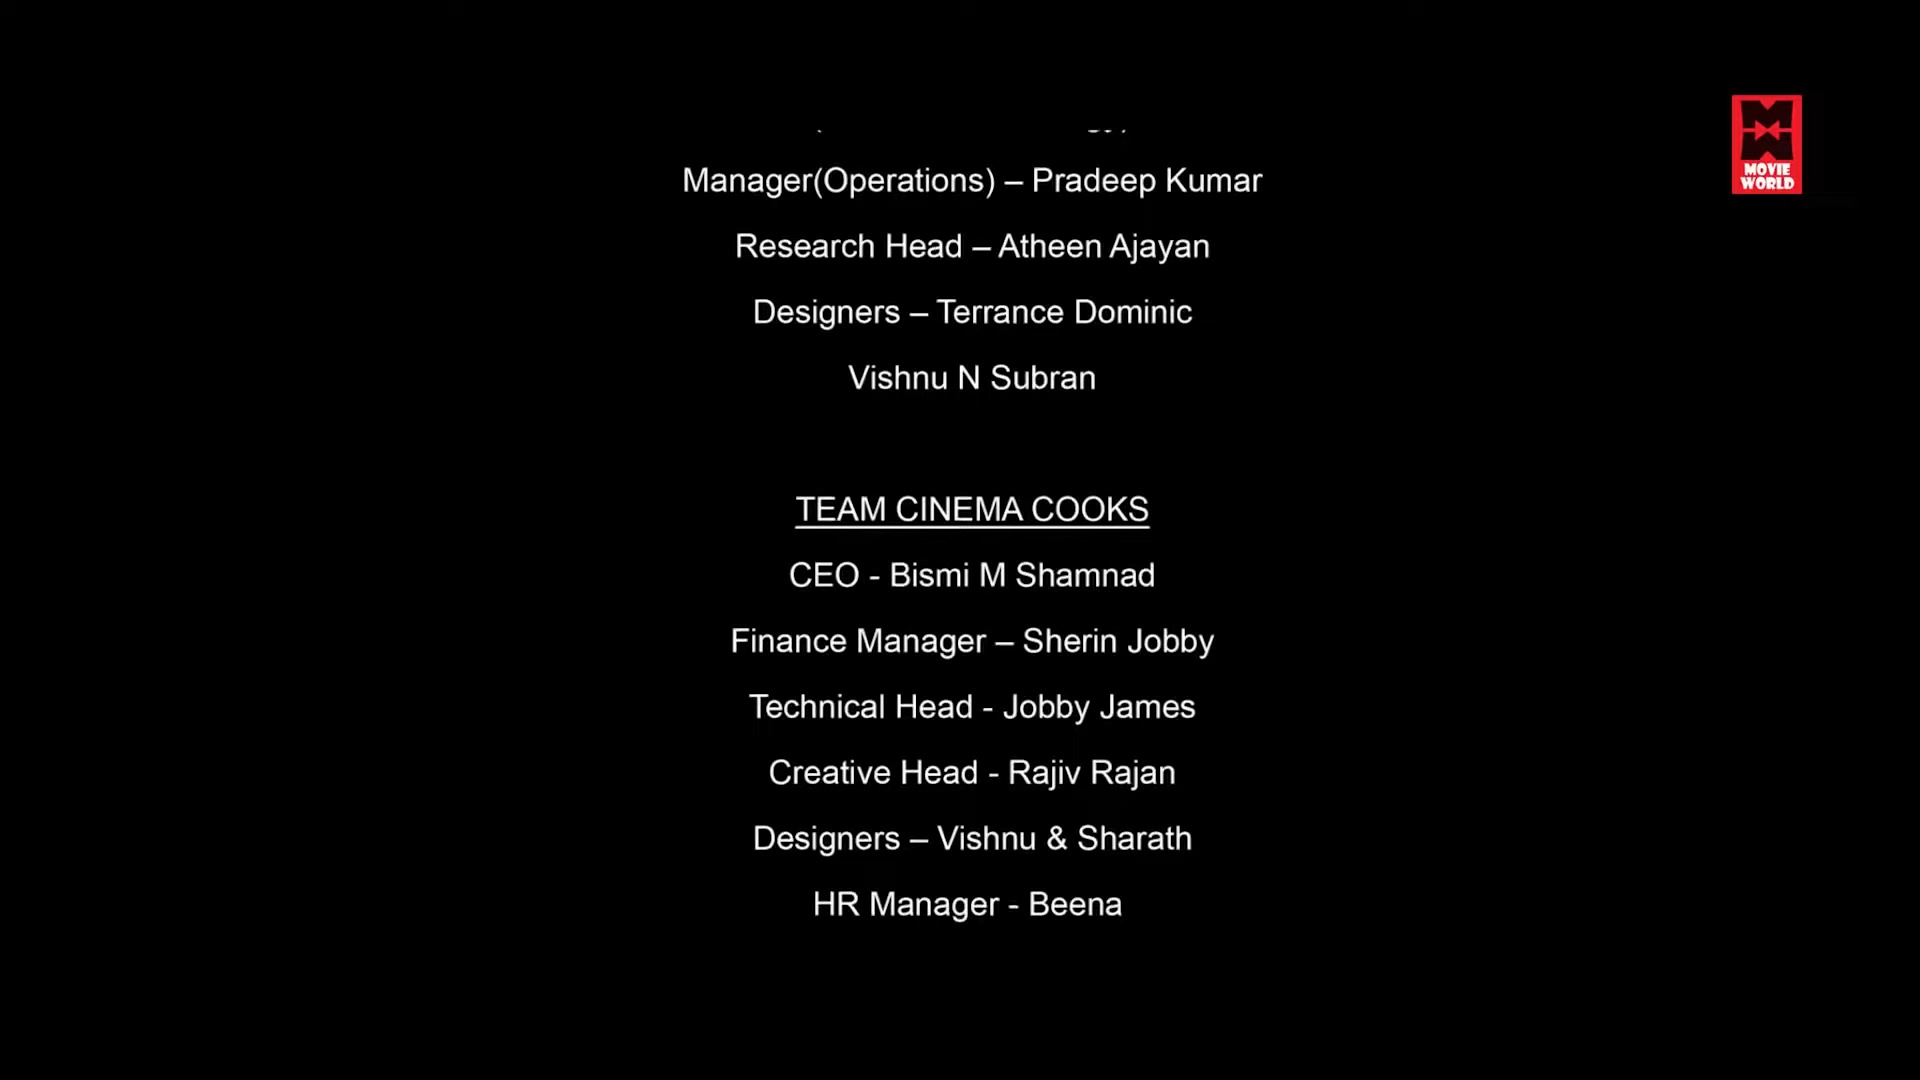 Manager(Operations) – Pradeep Kumar
Research Head – Atheen Ajayan
Designers – Terrance Dominic
Vishnu N Subran
TEAM CINEMA COOKS
CEO - Bismi M Shamnad
Finance Manager – Sherin Jobby
Technical Head - Jobby James
Creative Head - Rajiv Rajan
Designers – Vishnu & Sharath
HR Manager - Beena
MOVIE
WORLD